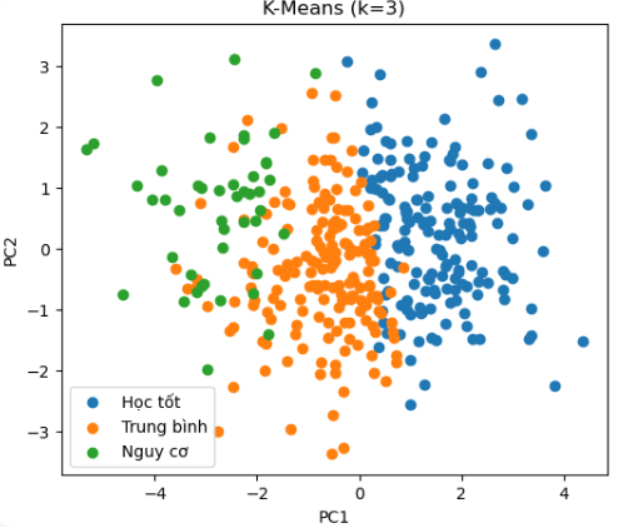 K-Means (k=3)
3
2
1
0
−1
−2
−3
PC2
Học tốt
Trung bình
Nguy cơ
−4
−2
0
2
4
PC1